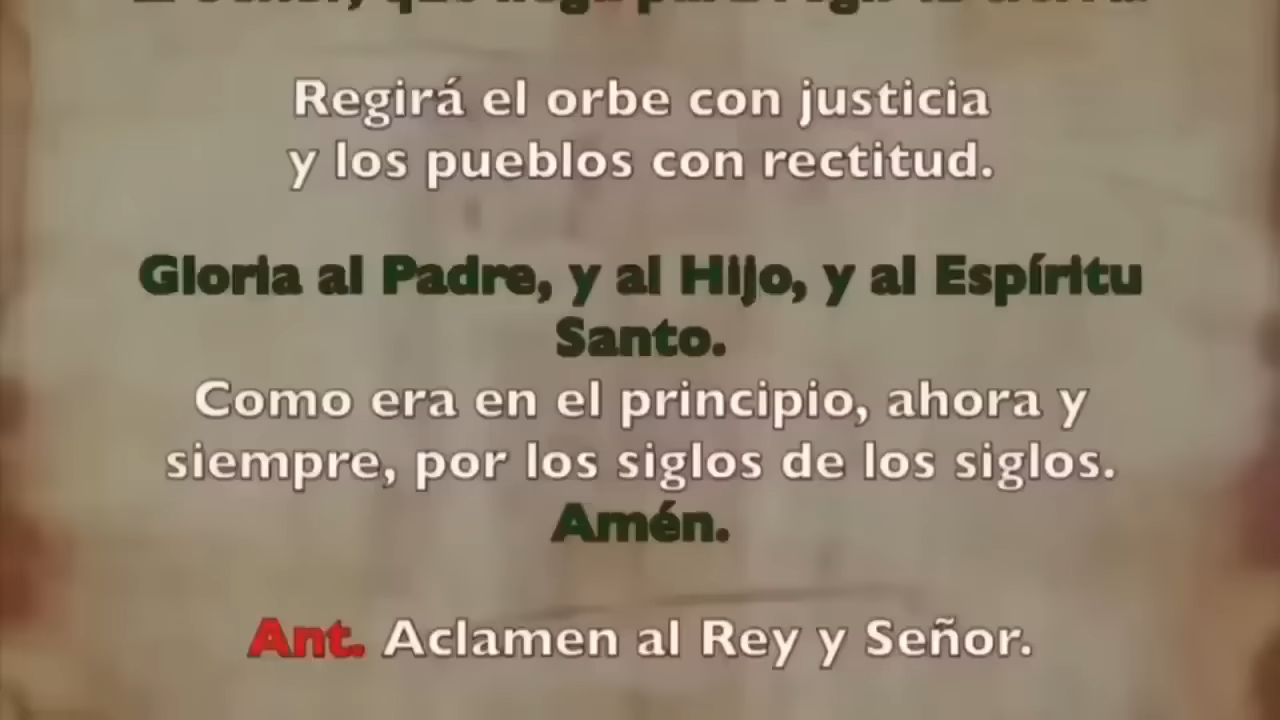 Regirá el orbe con justicia
y los pueblos con rectitud.
Gloria al Padre, y al Hijo, y al Espíritu
Santo.
Como era en el principio, ahora y
siempre, por los siglos de los siglos.
Amén.
Ant. Aclamen al Rey y Señor.